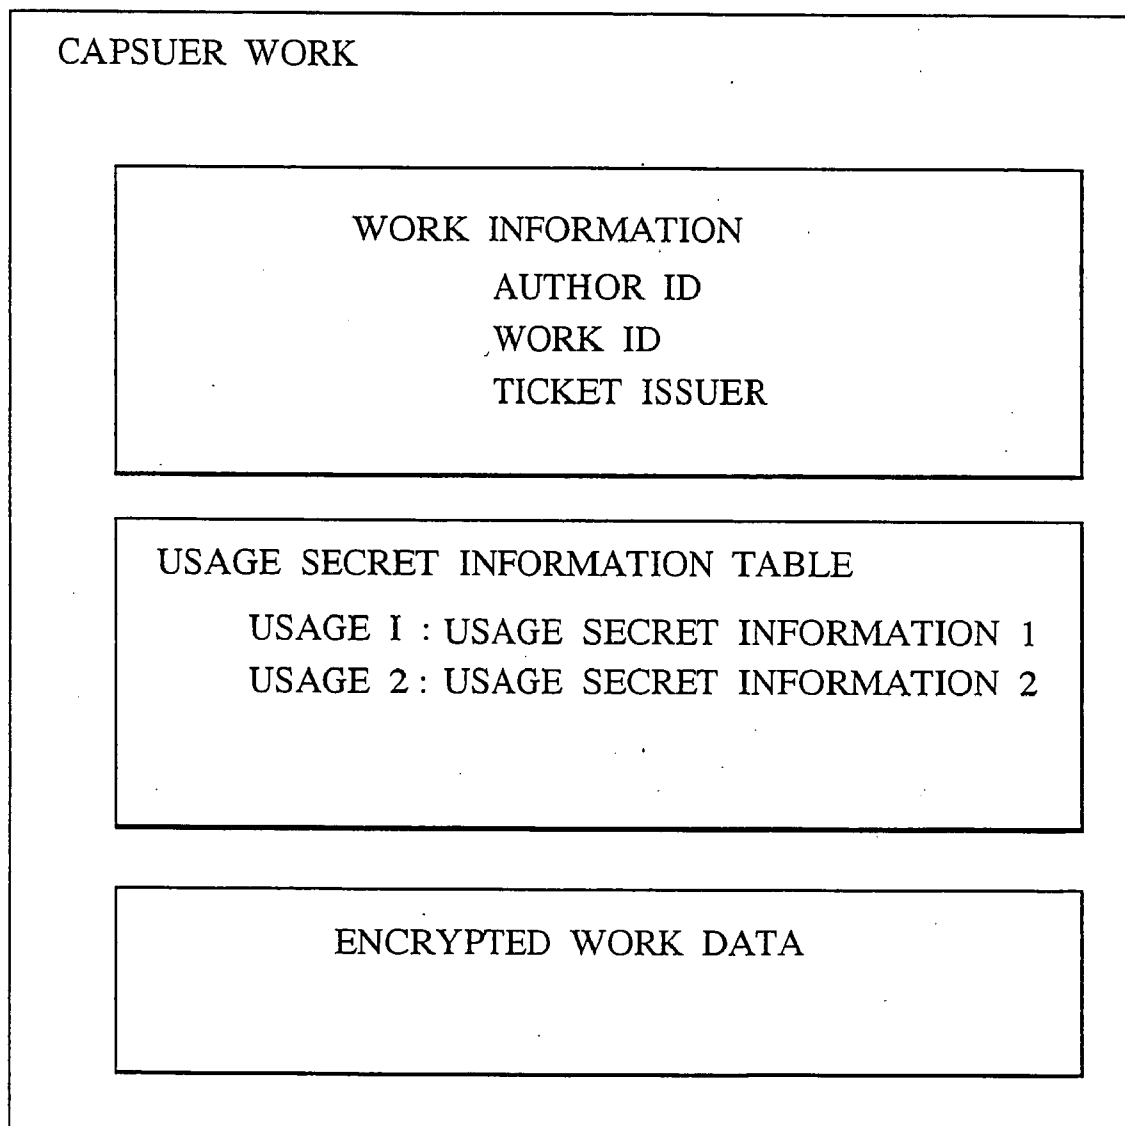 CAPSUER WORK
WORK INFORMATION
AUTHOR ID
WORK ID
TICKET ISSUER
USAGE SECRET INFORMATION TABLE
USAGE I : USAGE SECRET INFORMATION 1
USAGE 2 : USAGE SECRET INFORMATION 2
ENCRYPTED WORK DATA